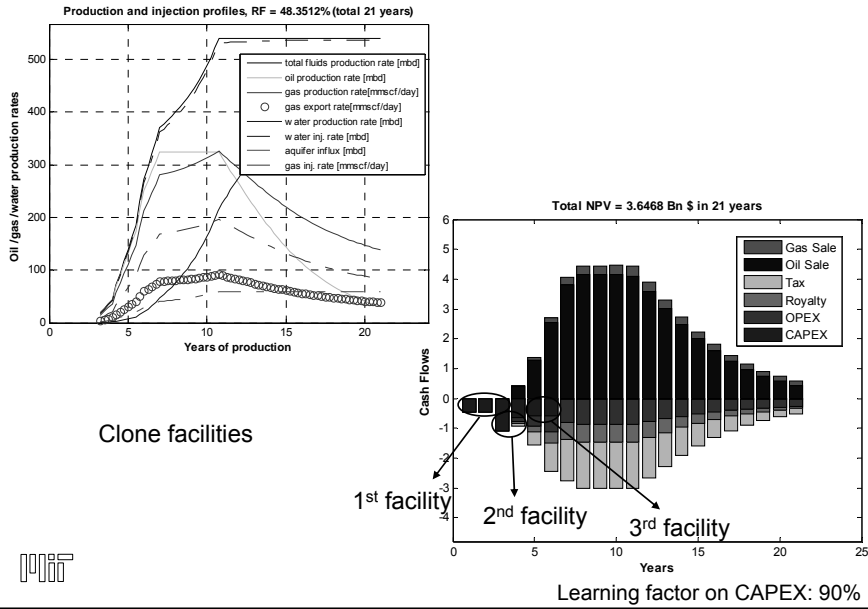 Production and injection profiles, RF = 48.3512% (total 21 years)
500
400
300
200
100
0
Oil /gas /water production rates
total fluids production rate [mbd]
oil production rate [mbd]
gas production rate[mmscf/day]
gas export rate[mmscf/day]
water production rate [mbd]
water inj. rate [mbd]
aquifer influx [mbd]
gas inj. rate [mmscf/day]
0 5 10 15 20
Years of production
Total NPV = 3.6468 Bn $ in 21 years
6
5
4
3
2
1
0
-1
-2
-3
-4
Cash Flows
Gas Sale
Oil Sale
Tax
Royalty
OPEX
CAPEX
0 5 10 15 20 25
Years
Clone facilities
1st facility
2nd facility
3rd facility
Learning factor on CAPEX: 90%